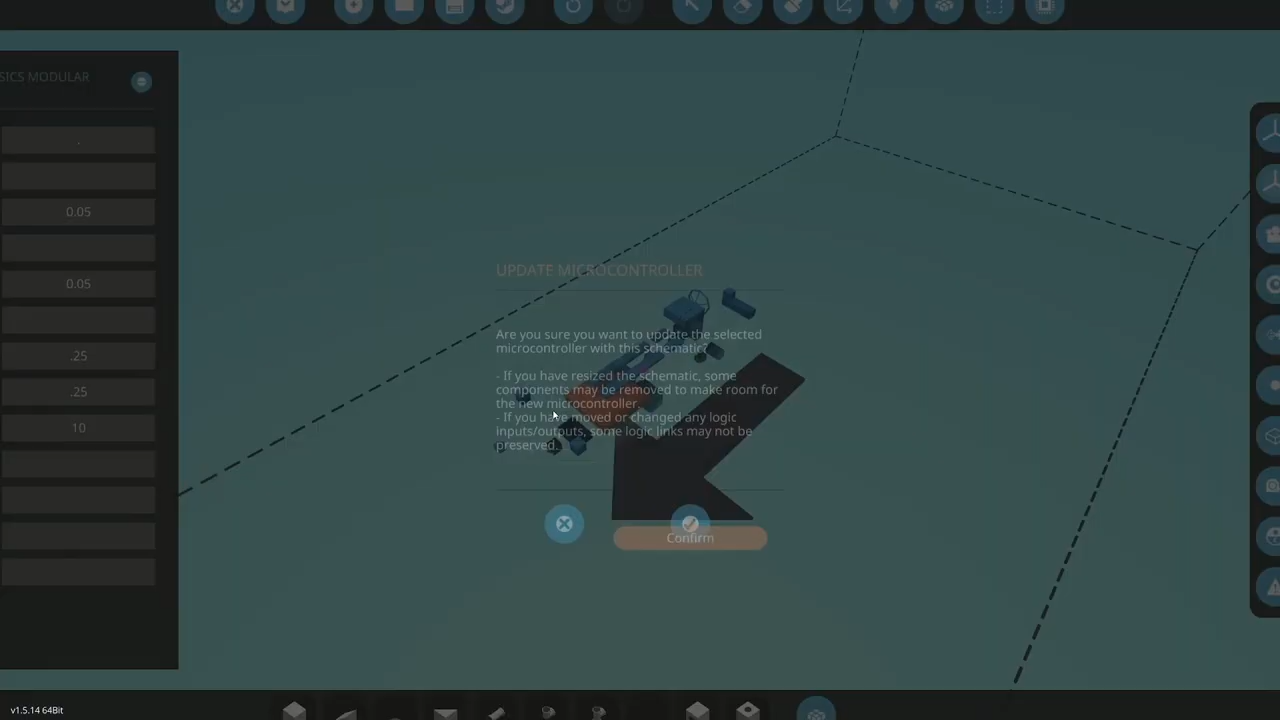 SICS MODULAR
.
0.05
0.05
.25
.25
10
UPDATE MICROCONTROLLER
Are you sure you want to update the selected
microcontroller with this schematic?
- If you have resized the schematic, some
components may be removed to make room for
the new microcontroller.
- If you have moved or changed any logic
inputs/outputs, some logic links may not be
preserved.
Confirm
v1.5.14 64Bit